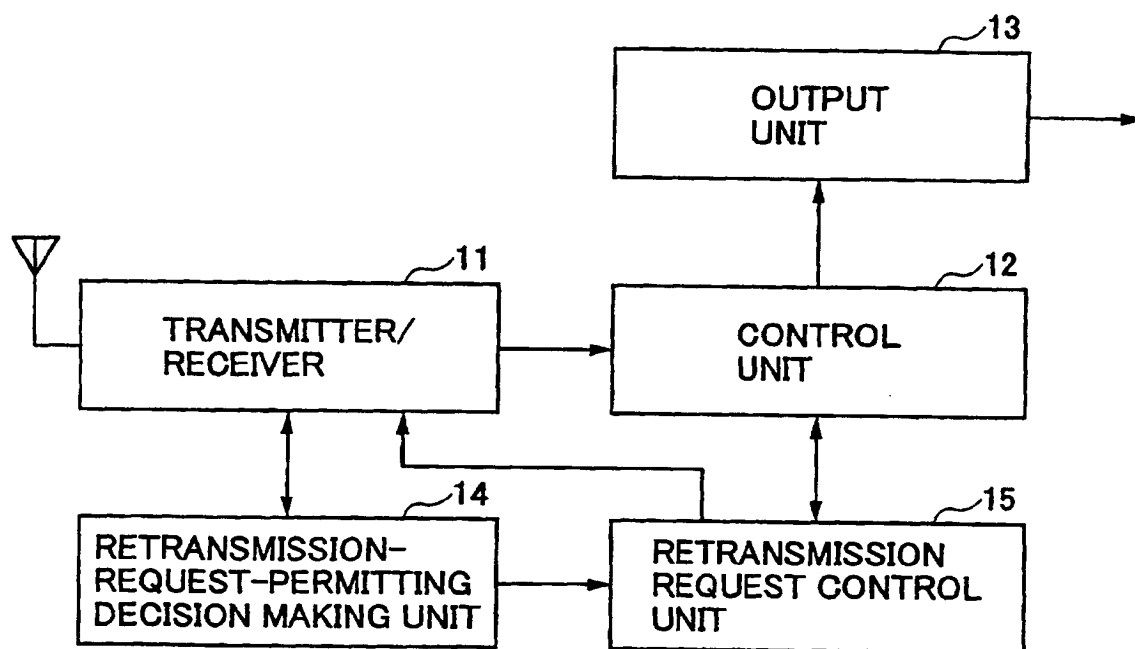 13
OUTPUT
UNIT
11
TRANSMITTER/
RECEIVER
12
CONTROL
UNIT
14
RETRANSMISSION-
REQUEST-PERMITTING
DECISION MAKING UNIT
15
RETRANSMISSION
REQUEST CONTROL
UNIT